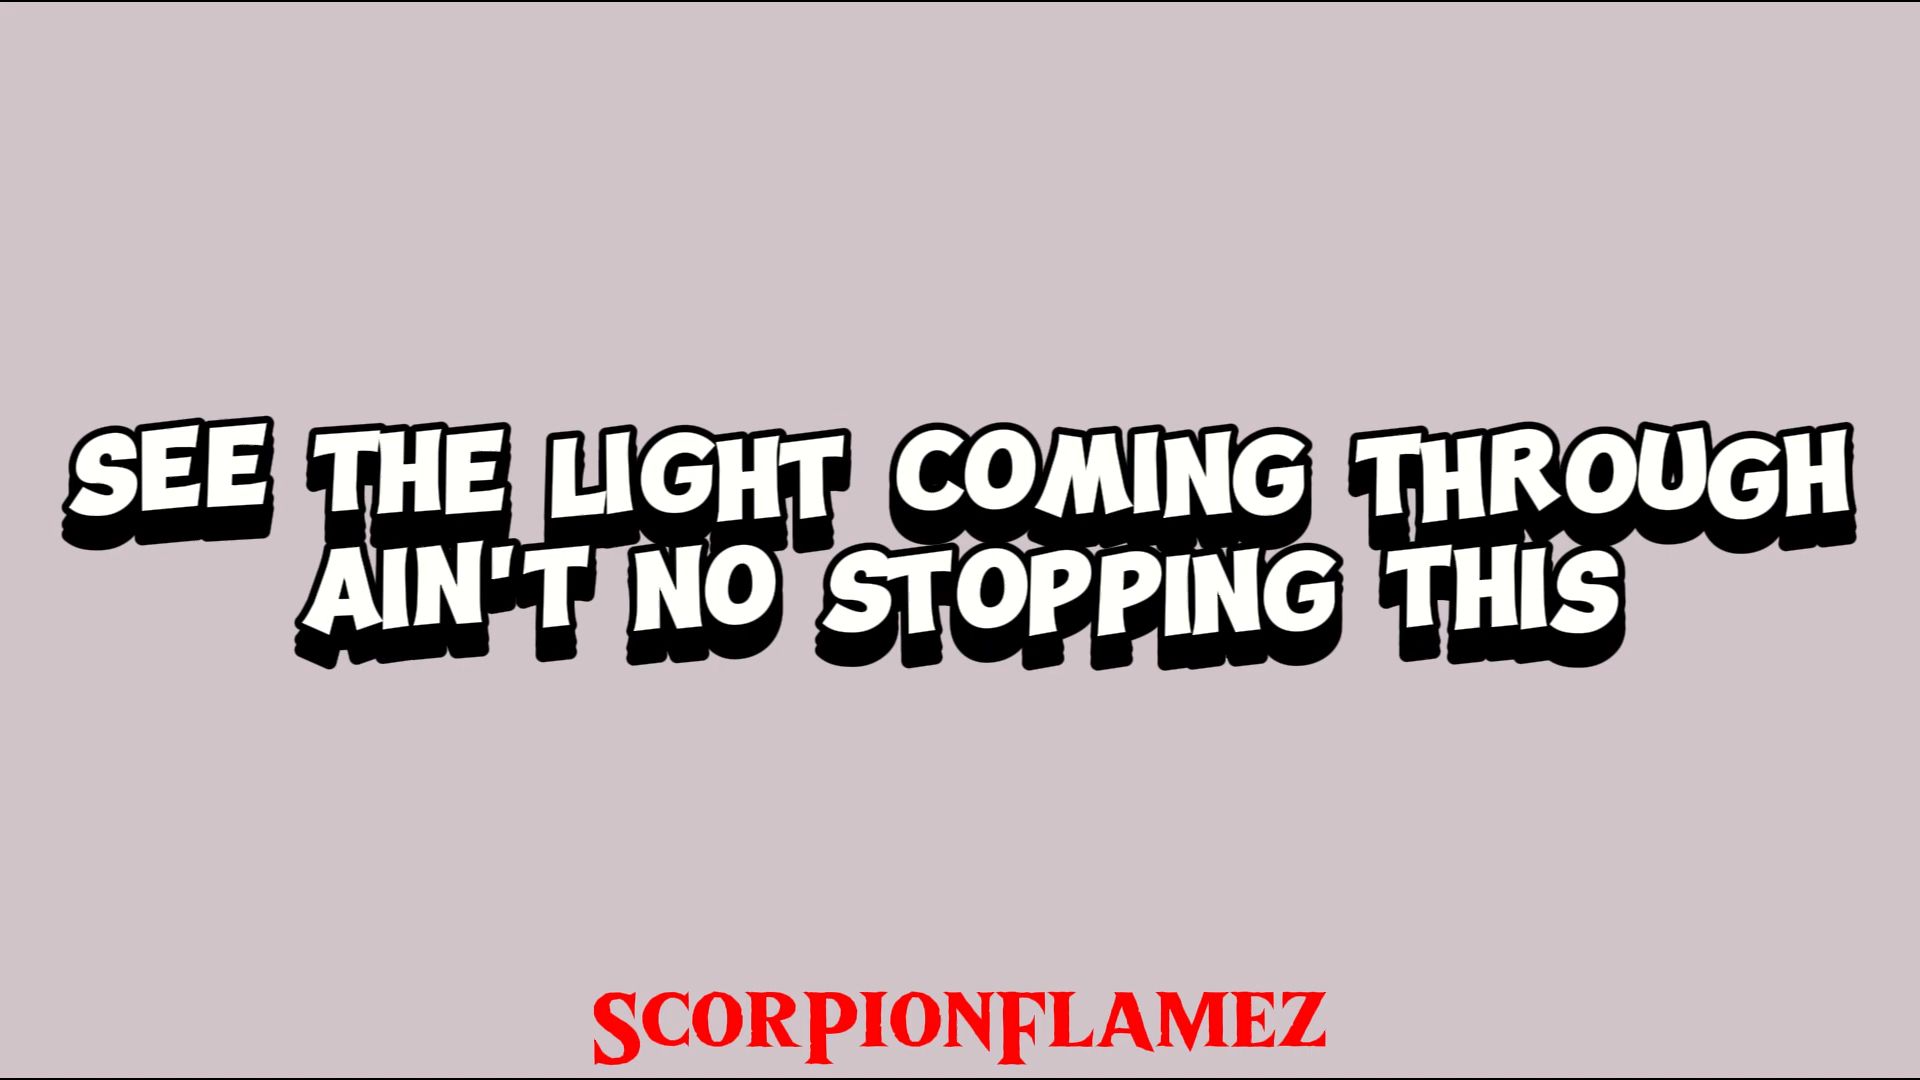 SEE THE LIGHT COMING THROUGH
AIN'T NO STOPPING THIS
SCORPIONFLAMEZ